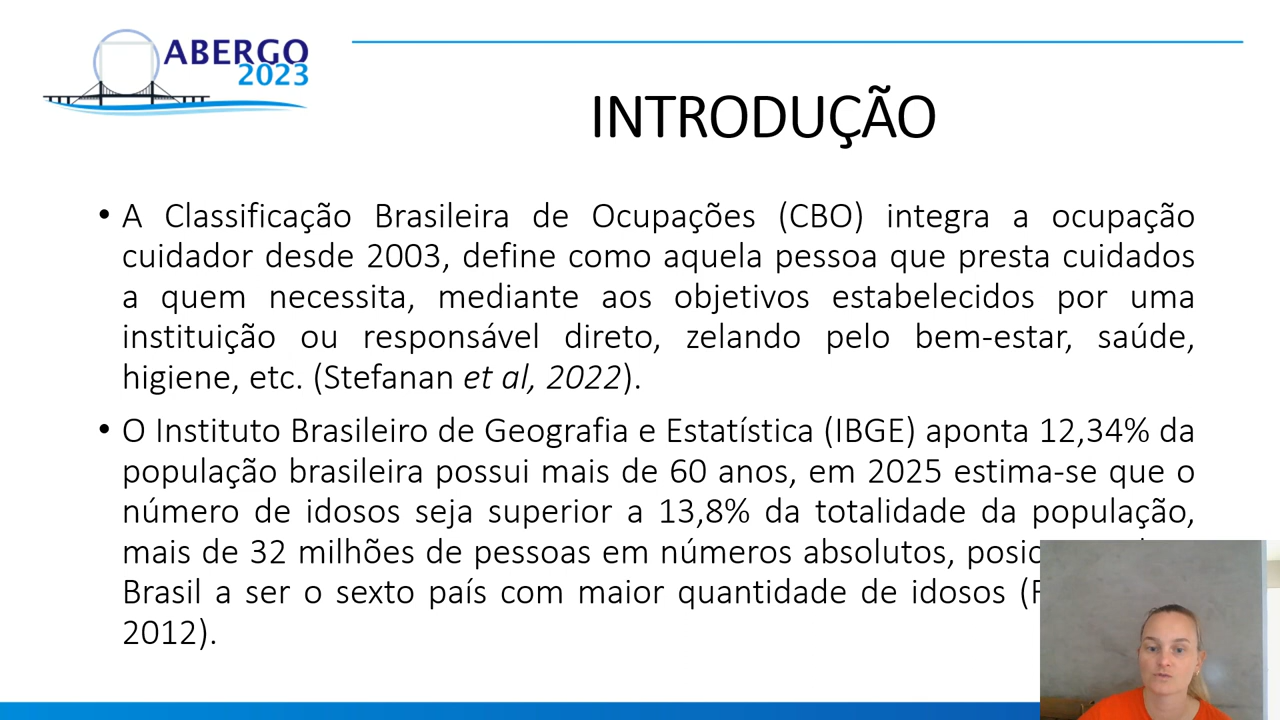 ABERGO
2023
INTRODUÇÃO
• A Classificação Brasileira de Ocupações (CBO) integra a ocupação
cuidador desde 2003, define como aquela pessoa que presta cuidados
a quem necessita, mediante aos objetivos estabelecidos por uma
instituição ou responsável direto, zelando pelo bem-estar, saúde,
higiene, etc. (Stefanan et al, 2022).
• O Instituto Brasileiro de Geografia e Estatística (IBGE) aponta 12,34% da
população brasileira possui mais de 60 anos, em 2025 estima-se que o
número de idosos seja superior a 13,8% da totalidade da população,
mais de 32 milhões de pessoas em números absolutos,
Brasil a ser o sexto país com maior quantidade de idosos
2012).